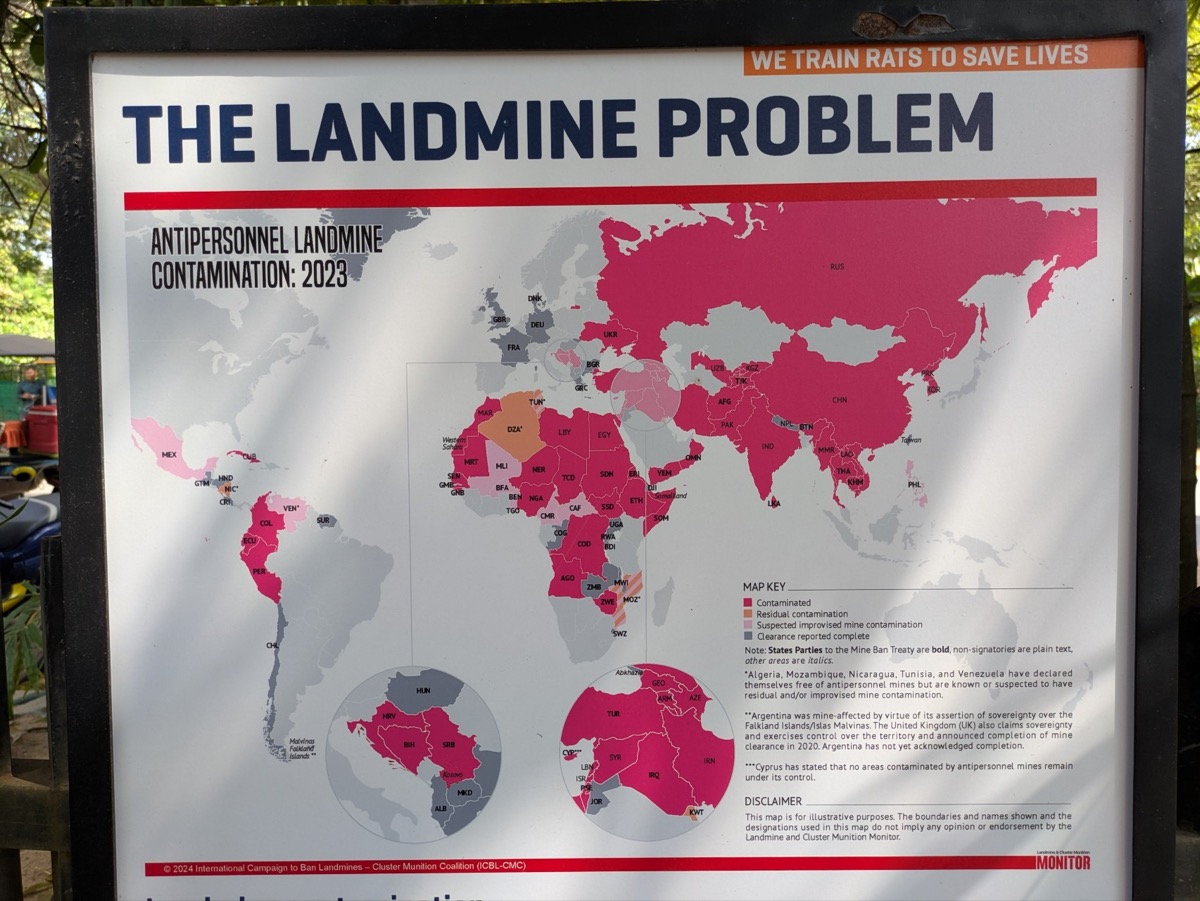 WE TRAIN RATS TO SAVE LIVES
THE LANDMINE PROBLEM
ANTIPERSONNEL LANDMINE
CONTAMINATION: 2023
RUS
DNK
GBR
DEU
FRA
UKR
BGR
GRC
UZB
KGZ
TJK
PRK
KOR
CHN
AFG
PAK
NPL
BTN
IND
MMR
LAO
THA
KHM
Taiwan
PHL
LKA
TUN*
MAR
DZA*
LBY
EGY
Western
Sahara
MRT
MLI
NER
TCD
SDN
ERI
YEM
OMN
SEN
GMB
GNB
BFA
BEN
TGO
NGA
CMR
CAF
SSD
ETH
DJI
Somaliland
SOM
COG
COD
UGA
RWA
BDI
AGO
ZMB
MWI
MOZ*
ZWE
SWZ
MEX
CUB
GTM
HND
NIC*
CRI
VEN*
COL
SUR
ECU
PER
CHL
Malvinas
Falkland
Islands **
HUN
HRV
BIH
SRB
Kosovo
MKD
ALB
Abkhazia
GEO
ARM
AZE
TUR
CYP***
SYR
LBN
ISR
PSE
JOR
IRQ
IRN
KWT
MAP KEY
Contaminated
Residual contamination
Suspected improvised mine contamination
Clearance reported complete
Note: States Parties to the Mine Ban Treaty are bold, non-signatories are plain text,
other areas are italics.
*Algeria, Mozambique, Nicaragua, Tunisia, and Venezuela have declared
themselves free of antipersonnel mines but are known or suspected to have
residual and/or improvised mine contamination.
**Argentina was mine-affected by virtue of its assertion of sovereignty over the
Falkland Islands/Islas Malvinas. The United Kingdom (UK) also claims sovereignty
and exercises control over the territory and announced completion of mine
clearance in 2020. Argentina has not yet acknowledged completion.
***Cyprus has stated that no areas contaminated by antipersonnel mines remain
under its control.
DISCLAIMER
This map is for illustrative purposes. The boundaries and names shown and the
designations used in this map do not imply any opinion or endorsement by the
Landmine and Cluster Munition Monitor.
© 2024 International Campaign to Ban Landmines – Cluster Munition Coalition (ICBL-CMC)
Landmine & Cluster Munition
MONITOR